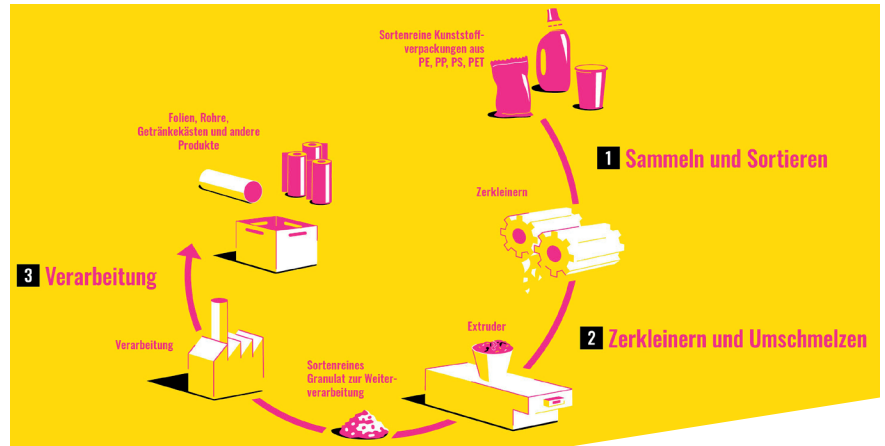 Sortenreine Kunststoff-
verpackungen aus
PE, PP, PS, PET
1 Sammeln und Sortieren
Zerkleinern
2 Zerkleinern und Umschmelzen
Extruder
Sortenreines
Granulat zur Weiter-
verarbeitung
Verarbeitung
3 Verarbeitung
Folien, Rohre,
Getränkekästen und andere
Produkte